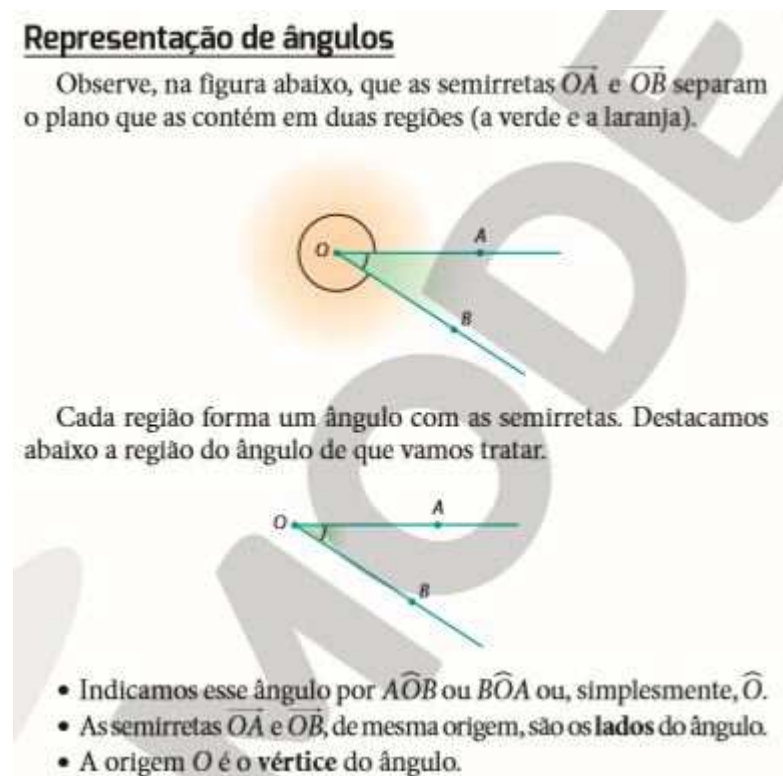 Representação de ângulos
Observe, na figura abaixo, que as semirretas OA e OB separam
o plano que as contém em duas regiões (a verde e a laranja).
O
A
B
Cada região forma um ângulo com as semirretas. Destacamos
abaixo a região do ângulo de que vamos tratar.
O
A
B
• Indicamos esse ângulo por AÔB ou BÔA ou, simplesmente, Ô.
• As semirretas OA e OB, de mesma origem, são os lados do ângulo.
• A origem O é o vértice do ângulo.
MODE